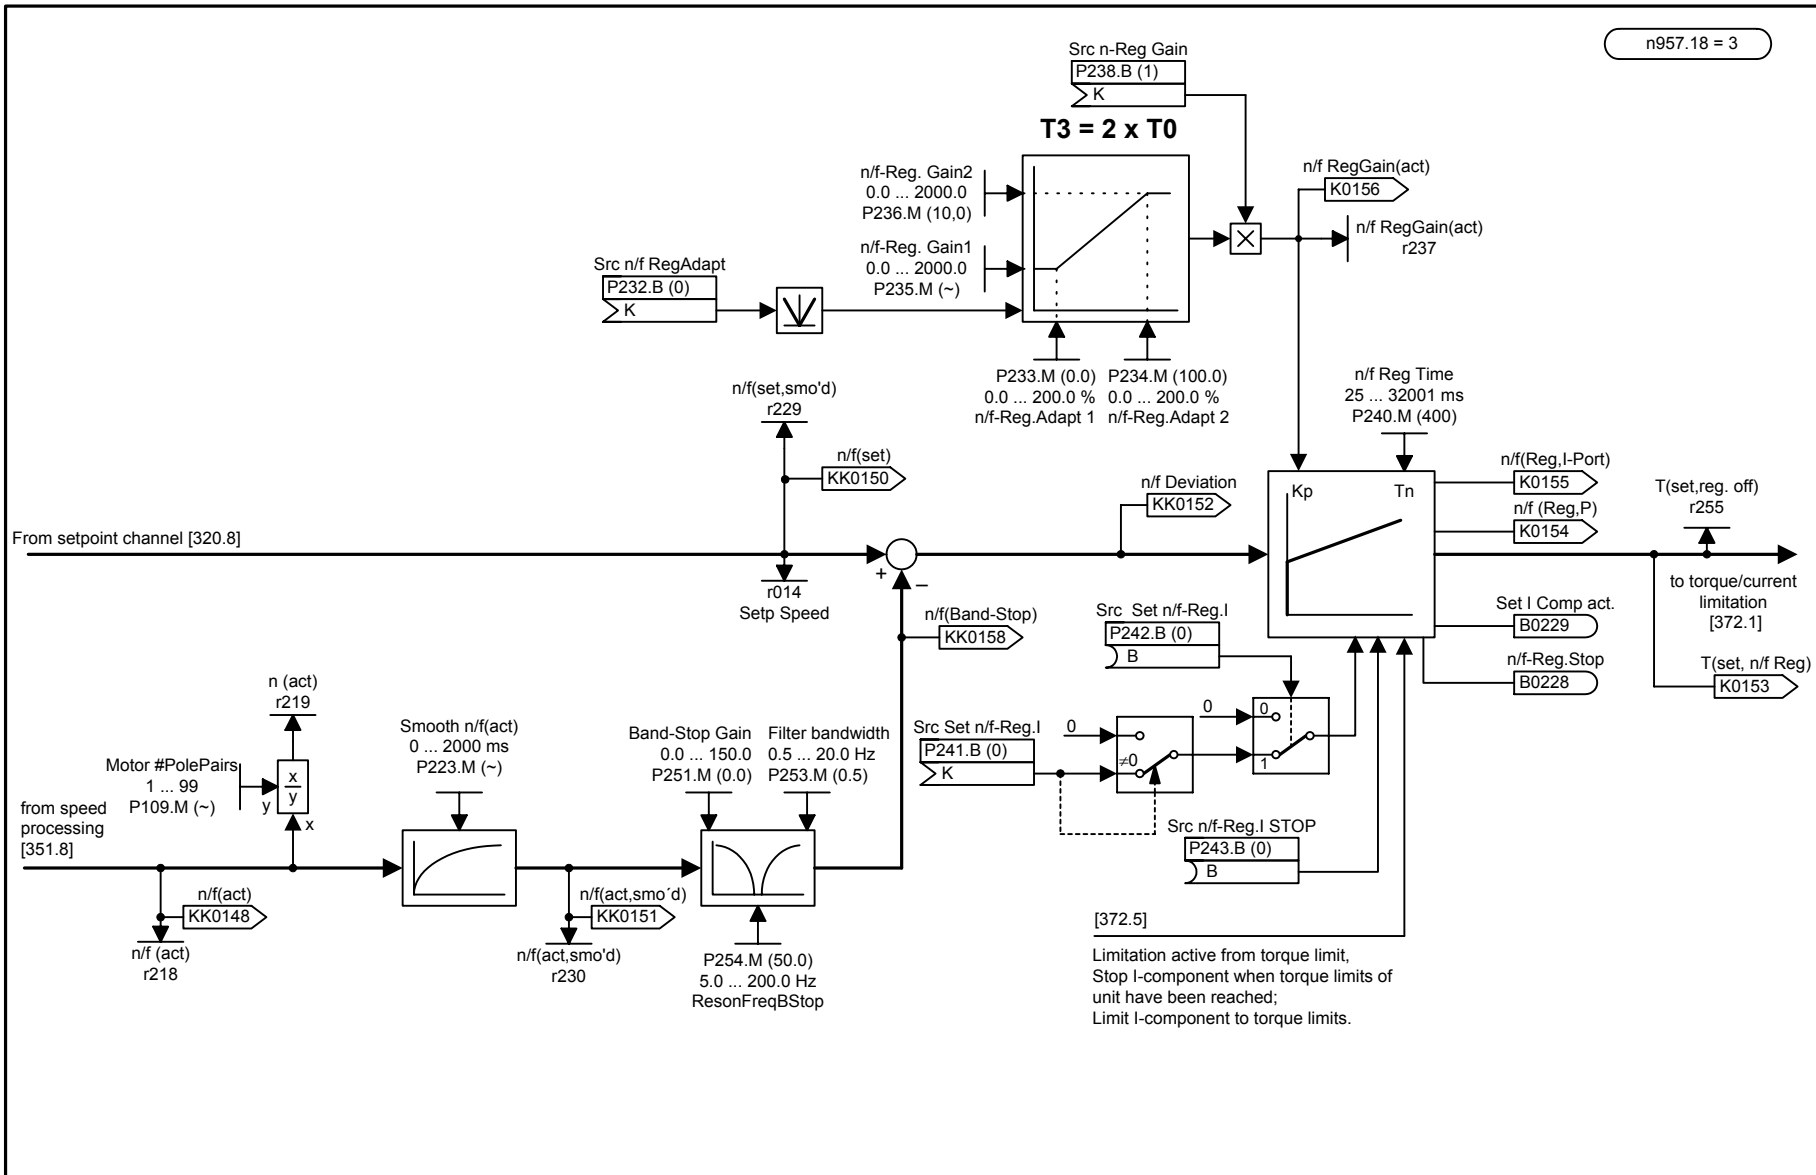 n957.18 = 3
Src n-Reg Gain
P238.B (1)
K
T3 = 2 x T0
n/f-Reg. Gain2
0.0 ... 2000.0
P236.M (10,0)
n/f-Reg. Gain1
0.0 ... 2000.0
P235.M (~)
Src n/f RegAdapt
P232.B (0)
K
n/f RegGain(act)
K0156
n/f RegGain(act)
r237
P233.M (0.0)
0.0 ... 200.0 %
n/f-Reg.Adapt 1
P234.M (100.0)
0.0 ... 200.0 %
n/f-Reg.Adapt 2
n/f Reg Time
25 ... 32001 ms
P240.M (400)
n/f(set,smo'd)
r229
n/f(set)
KK0150
n/f Deviation
KK0152
Kp
Tn
n/f(Reg,I-Port)
K0155
n/f (Reg,P)
K0154
T(set,reg. off)
r255
From setpoint channel [320.8]
+
–
r014
Setp Speed
to torque/current
limitation
[372.1]
n/f(Band-Stop)
KK0158
Src Set n/f-Reg.I
P242.B (0)
B
Set I Comp act.
B0229
n/f-Reg.Stop
B0228
T(set, n/f Reg)
K0153
n (act)
r219
Motor #PolePairs
1 ... 99
P109.M (~)
x
y
y
x
Smooth n/f(act)
0 ... 2000 ms
P223.M (~)
Band-Stop Gain
0.0 ... 150.0
P251.M (0.0)
Filter bandwidth
0.5 ... 20.0 Hz
P253.M (0.5)
Src Set n/f-Reg.I
P241.B (0)
K
0
≠0
0
0
1
from speed
processing
[351.8]
Src n/f-Reg.I STOP
P243.B (0)
B
n/f(act)
KK0148
n/f (act)
r218
n/f(act,smo´d)
KK0151
n/f(act,smo'd)
r230
P254.M (50.0)
5.0 ... 200.0 Hz
ResonFreqBStop
[372.5]
Limitation active from torque limit,
Stop I-component when torque limits of
unit have been reached;
Limit I-component to torque limits.